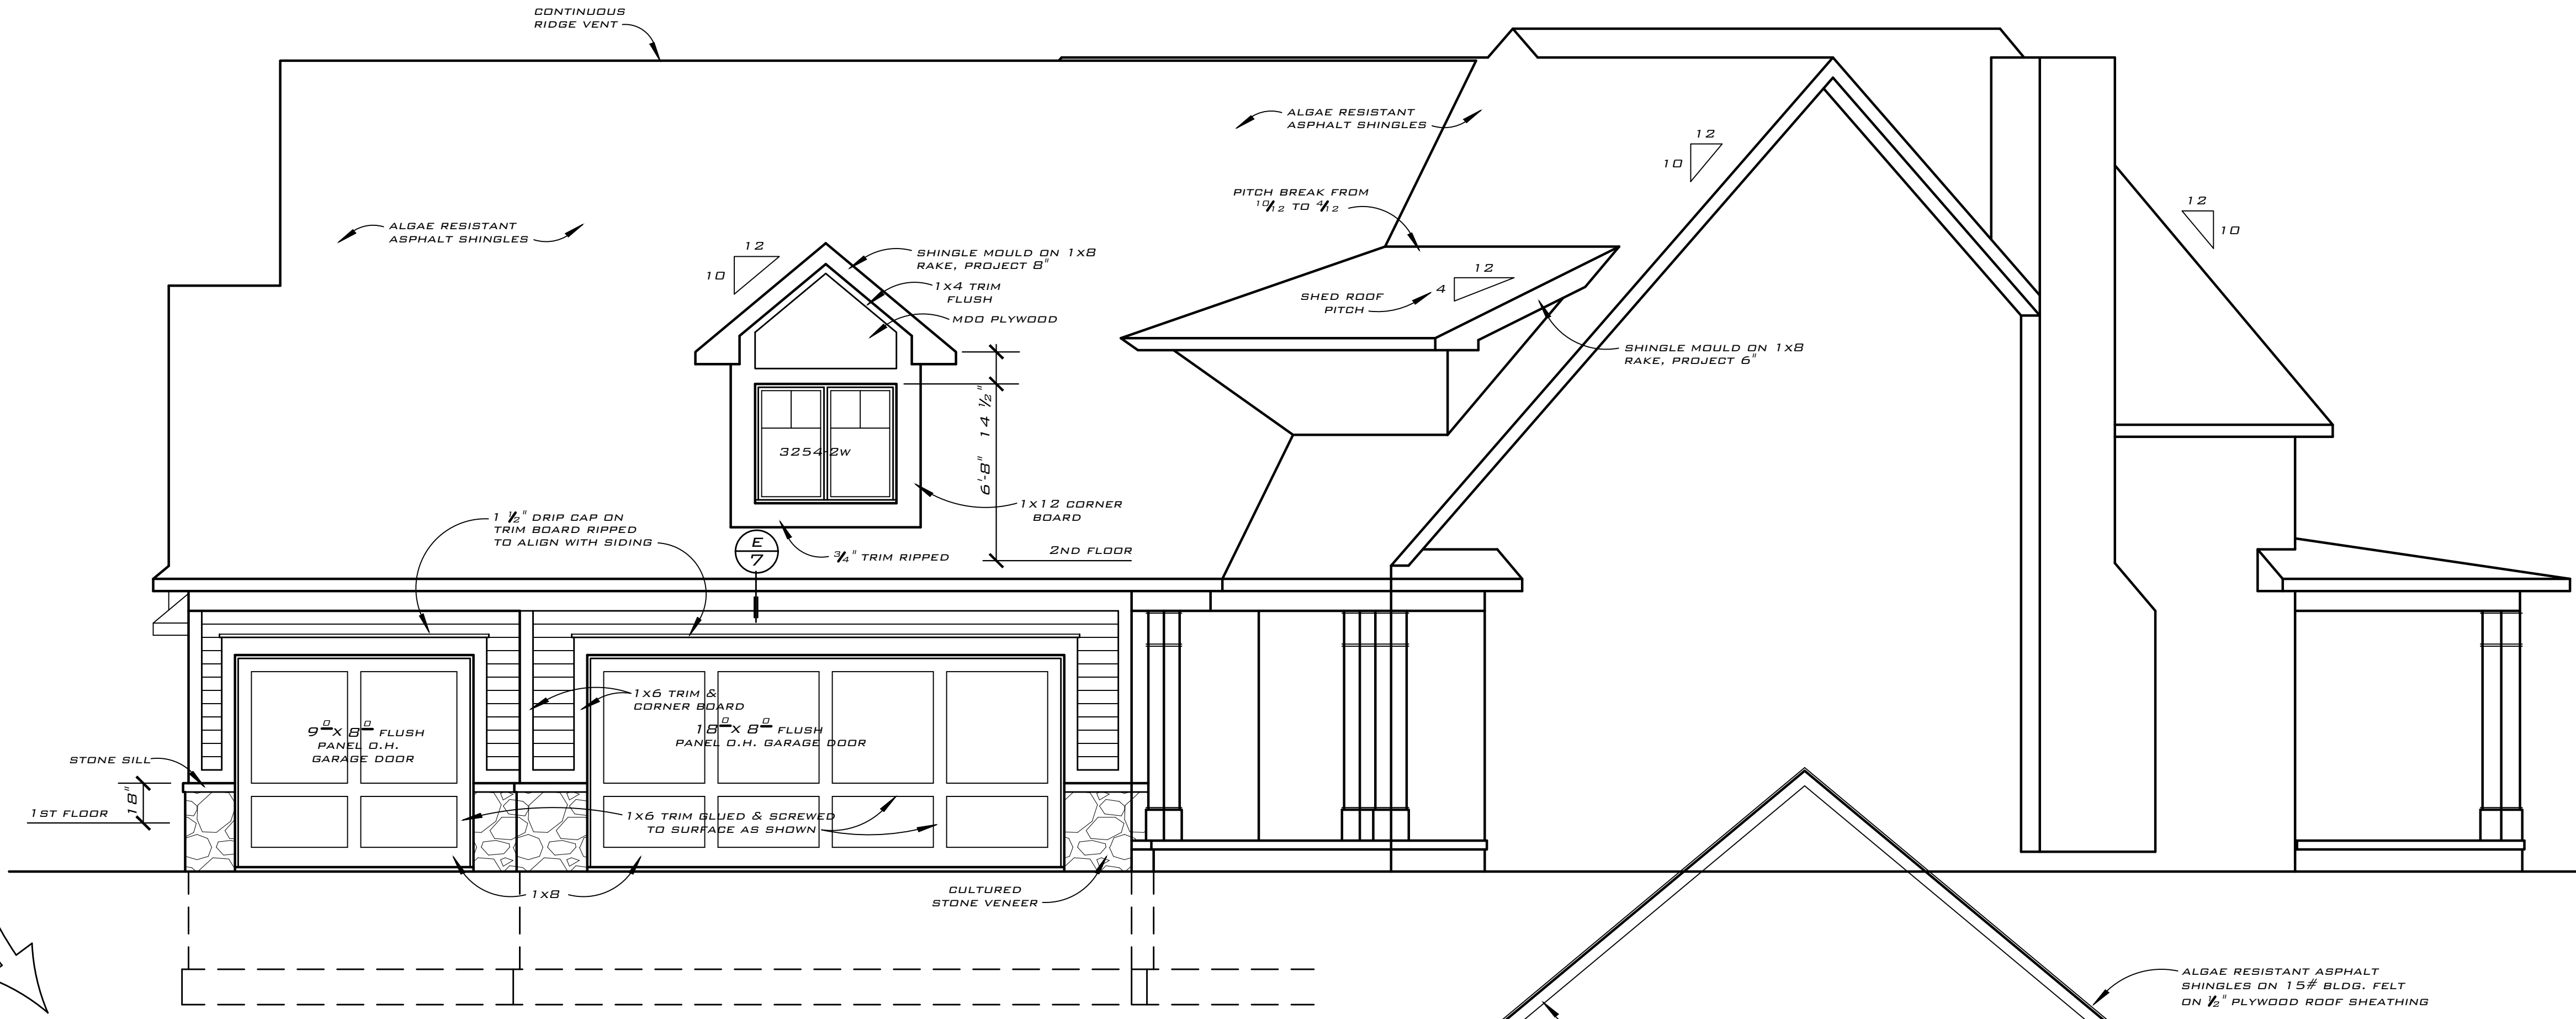 CONTINUOUS
RIDGE VENT
ALGAE RESISTANT
ASPHALT SHINGLES
12
10
PITCH BREAK FROM
10/12 TO 4/12
12
10
ALGAE RESISTANT
ASPHALT SHINGLES
12
10
SHINGLE MOULD ON 1x8
RAKE, PROJECT 8"
1x4 TRIM
FLUSH
MDO PLYWOOD
12
4
SHED ROOF
PITCH
SHINGLE MOULD ON 1x8
RAKE, PROJECT 6"
14 ½"
6'-8"
3254-2W
1x12 CORNER
BOARD
1 ½" DRIP CAP ON
TRIM BOARD RIPPED
TO ALIGN WITH SIDING
E
7
¾" TRIM RIPPED
2ND FLOOR
1x6 TRIM &
CORNER BOARD
9⁰ x 8⁰ FLUSH
PANEL O.H.
GARAGE DOOR
18⁰ x 8⁰ FLUSH
PANEL O.H. GARAGE DOOR
STONE SILL
18"
1ST FLOOR
1x6 TRIM GLUED & SCREWED
TO SURFACE AS SHOWN
1x8
CULTURED
STONE VENEER
ALGAE RESISTANT ASPHALT
SHINGLES ON 15# BLDG. FELT
ON ½" PLYWOOD ROOF SHEATHING